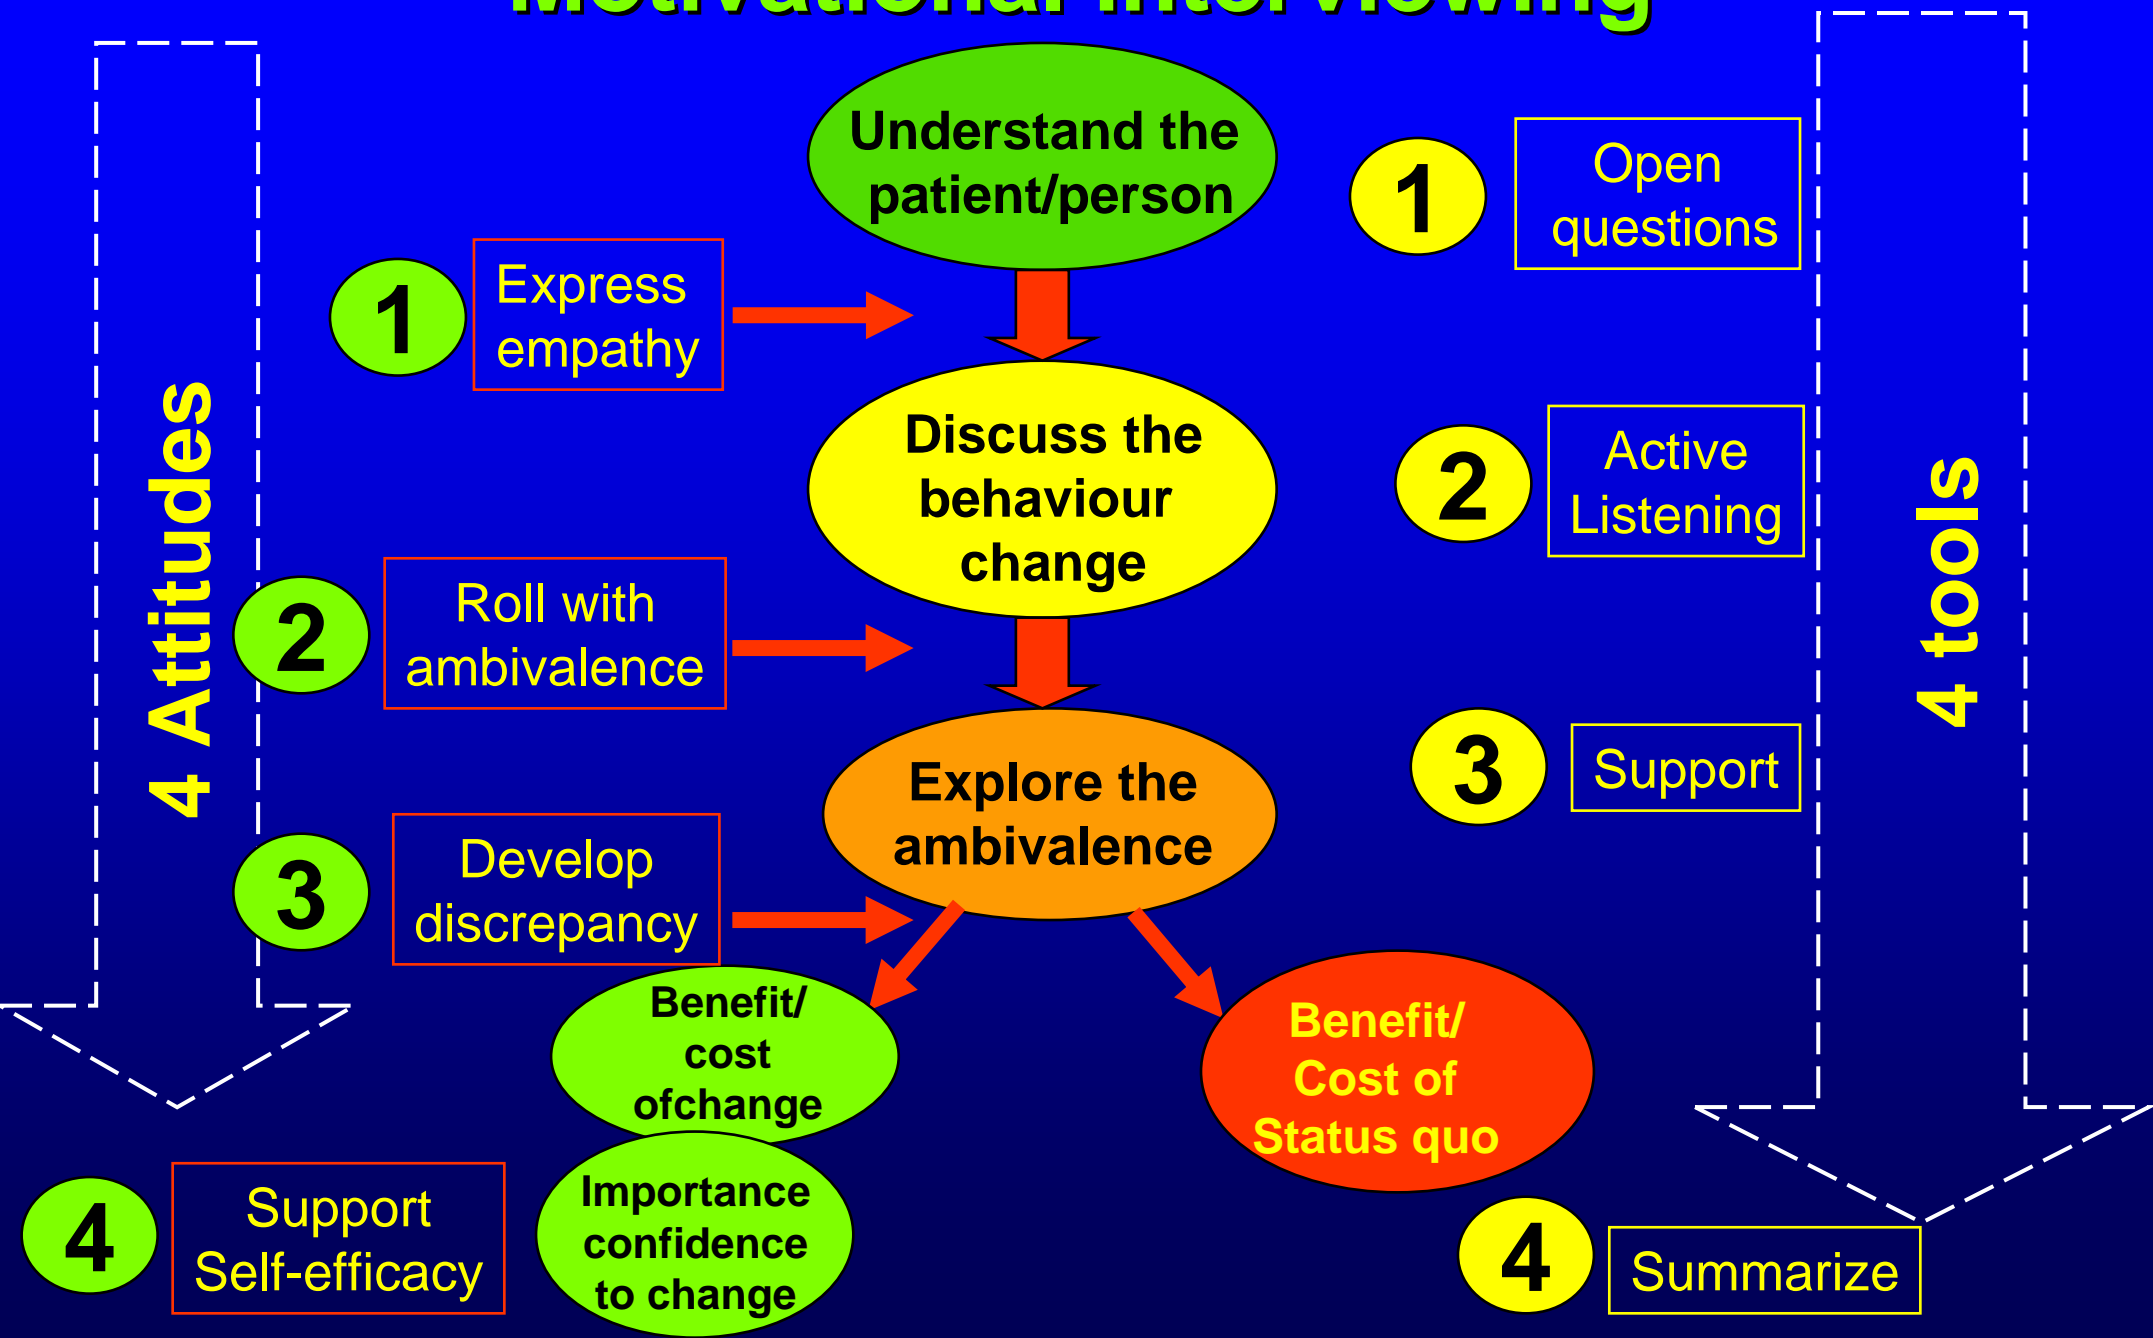 Motivational Interviewing
Understand the
patient/person
1
Open
questions
1
Express
empathy
Discuss the
behaviour
change
2
Active
Listening
4 Attitudes
4 tools
2
Roll with
ambivalence
3
Support
Explore the
ambivalence
3
Develop
discrepancy
Benefit/
cost
ofchange
Benefit/
Cost of
Status quo
4
Support
Self-efficacy
Importance
confidence
to change
4
Summarize